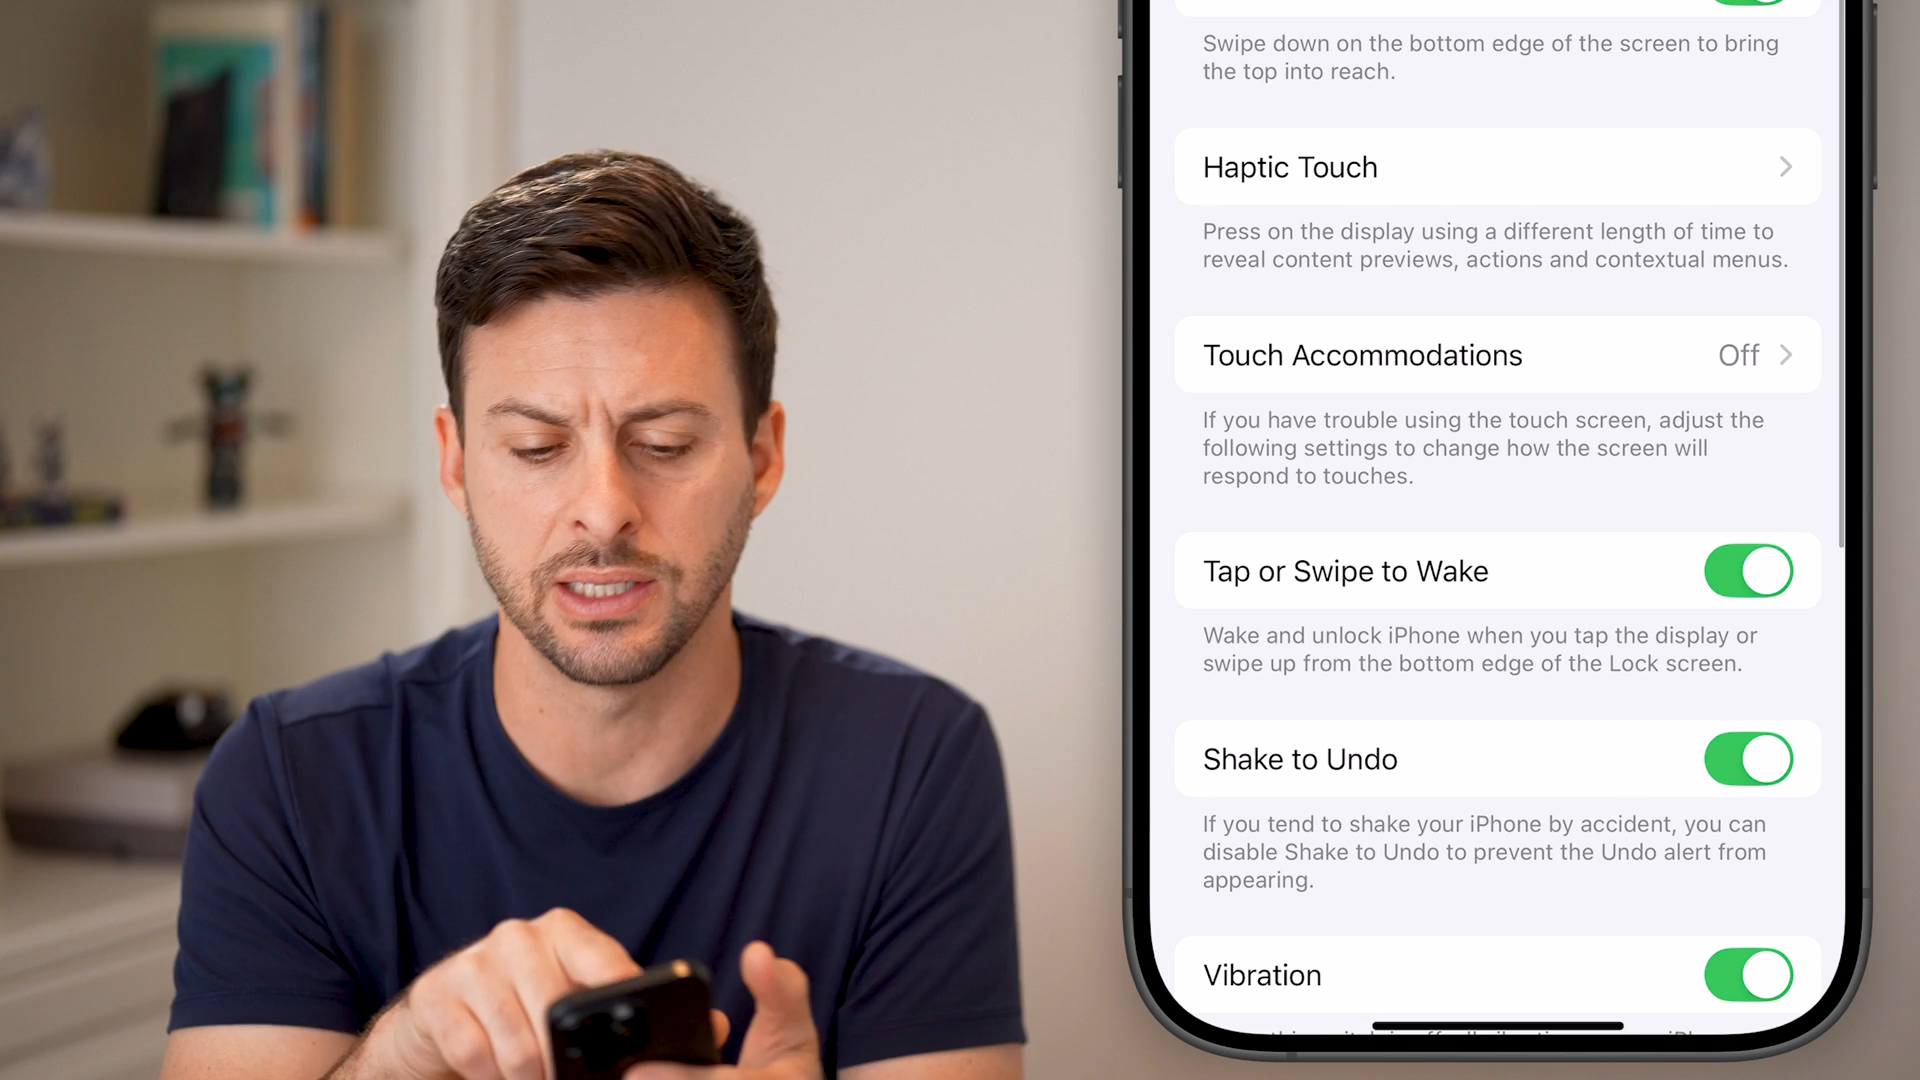 Swipe down on the bottom edge of the screen to bring
the top into reach.
Haptic Touch
Press on the display using a different length of time to
reveal content previews, actions and contextual menus.
Touch Accommodations Off
If you have trouble using the touch screen, adjust the
following settings to change how the screen will
respond to touches.
Tap or Swipe to Wake
Wake and unlock iPhone when you tap the display or
swipe up from the bottom edge of the Lock screen.
Shake to Undo
If you tend to shake your iPhone by accident, you can
disable Shake to Undo to prevent the Undo alert from
appearing.
Vibration